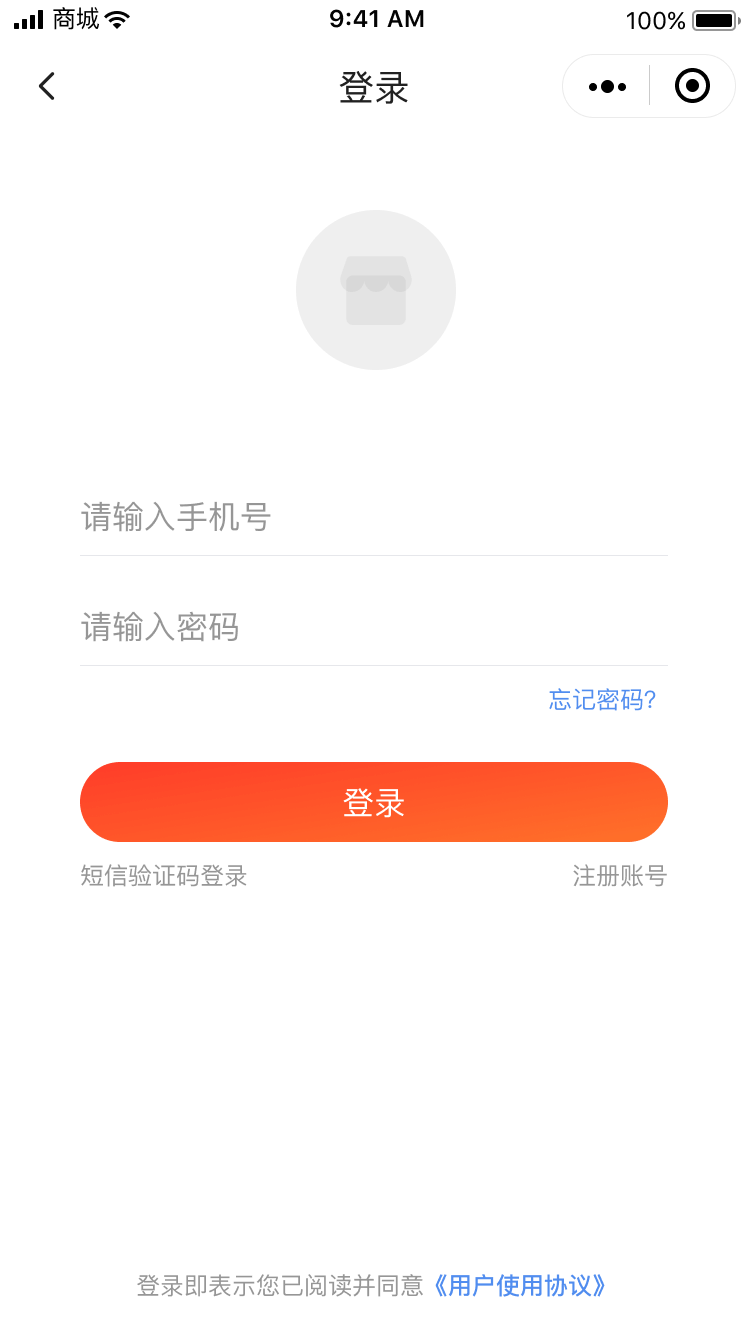 商城 9:41 AM 100%
登录
请输入手机号
请输入密码
忘记密码?
登录
短信验证码登录 注册账号
登录即表示您已阅读并同意《用户使用协议》